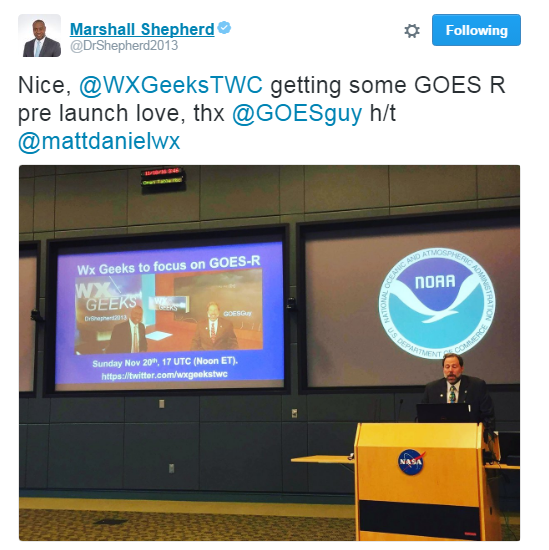 Marshall Shepherd
@DrShepherd2013
Following
Nice, @WXGeeksTWC getting some GOES R
pre launch love, thx @GOESguy h/t
@mattdanielwx
Wx Geeks to focus on GOES-R
WX
GEEKS
DrShepherd2013
GOESGuy
Sunday Nov 20th, 17 UTC (Noon ET).
https://twitter.com/wxgeekstwc
NATIONAL OCEANIC AND ATMOSPHERIC ADMINISTRATION
NOAA
U.S. DEPARTMENT OF COMMERCE
NASA